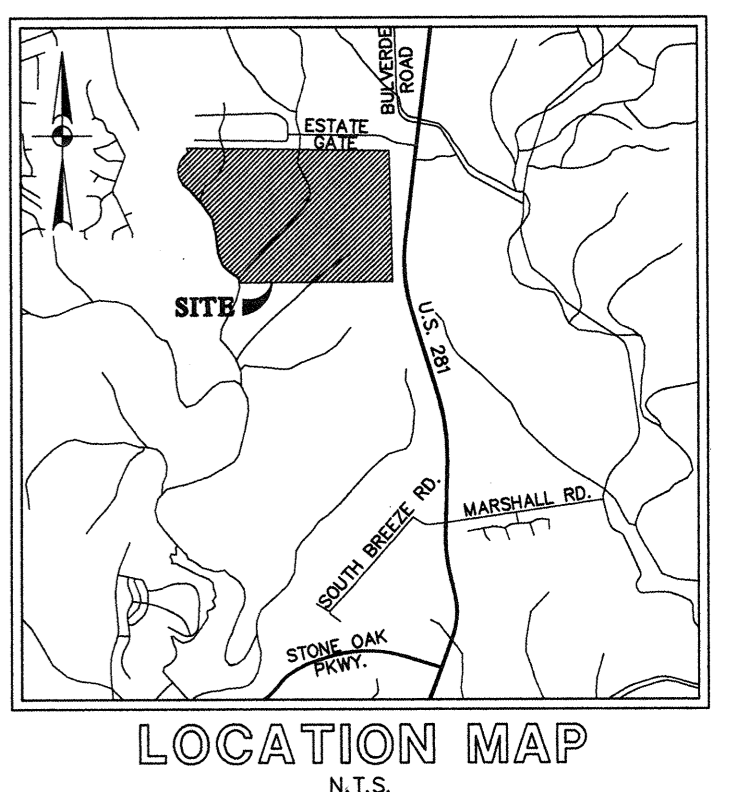 BULVERDE
ROAD
ESTATE
GATE
SITE
U.S. 281
SOUTH BREEZE RD.
MARSHALL RD.
STONE OAK
PKWY.
LOCATION MAP
N.T.S.